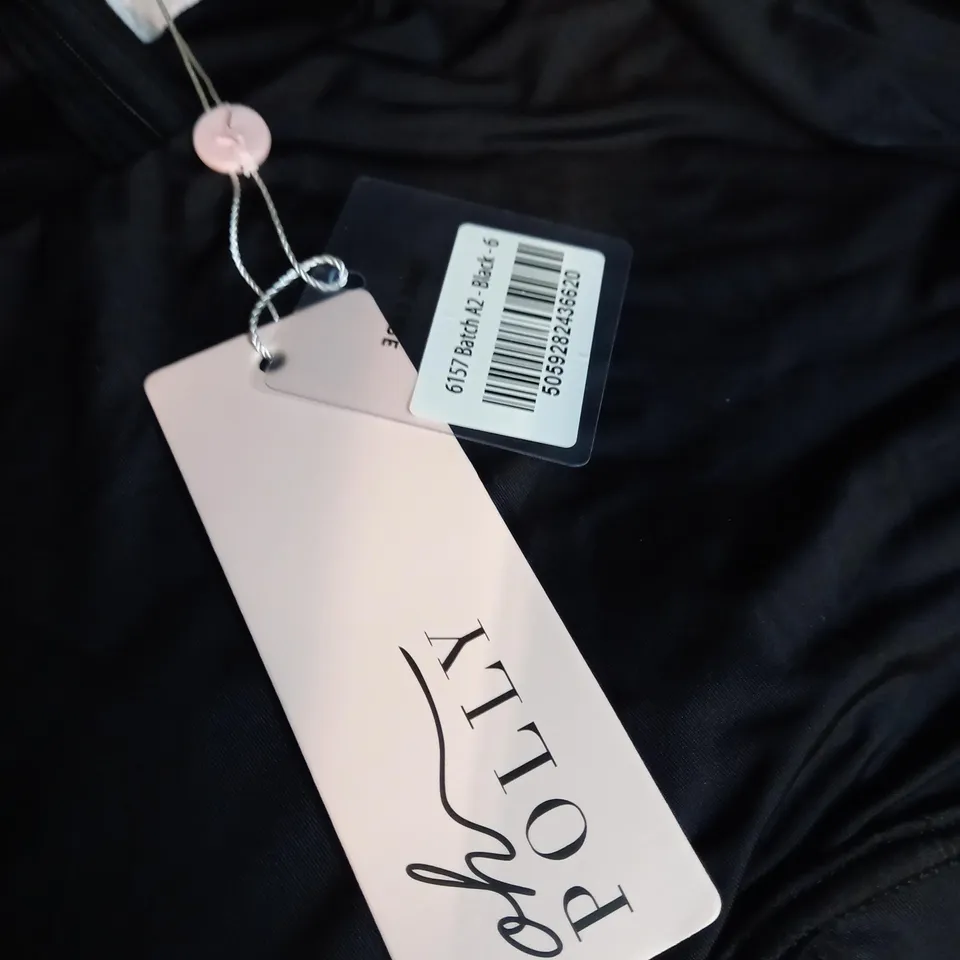 6157 Batch A2 - Black - 6
5059282436620
oh
POLLY